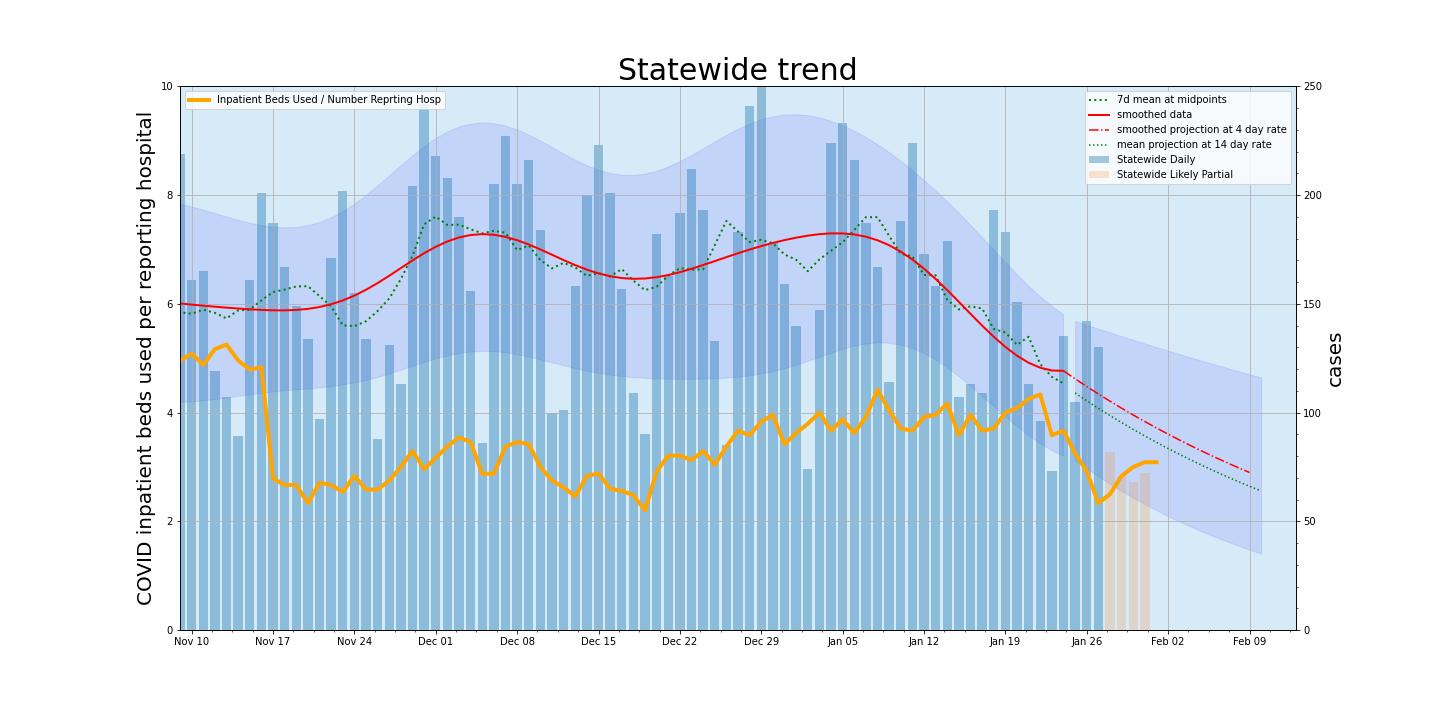 Statewide trend
Inpatient Beds Used / Number Reprting Hosp
7d mean at midpoints
smoothed data
smoothed projection at 4 day rate
mean projection at 14 day rate
Statewide Daily
Statewide Likely Partial
COVID inpatient beds used per reporting hospital
10
8
6
4
2
0
250
200
150
100
50
0
cases
Nov 10 Nov 17 Nov 24 Dec 01 Dec 08 Dec 15 Dec 22 Dec 29 Jan 05 Jan 12 Jan 19 Jan 26 Feb 02 Feb 09